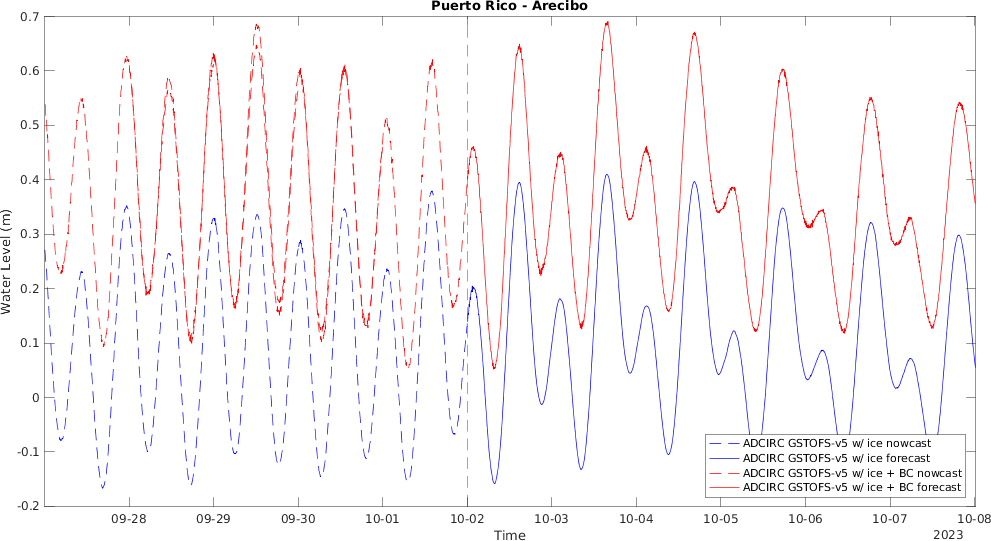 Puerto Rico - Arecibo
0.7
0.6
0.5
0.4
0.3
0.2
0.1
0
-0.1
-0.2
Water Level (m)
ADCIRC GSTOFS-v5 w/ ice nowcast
ADCIRC GSTOFS-v5 w/ ice forecast
ADCIRC GSTOFS-v5 w/ ice + BC nowcast
ADCIRC GSTOFS-v5 w/ ice + BC forecast
09-28 09-29 09-30 10-01 10-02 10-03 10-04 10-05 10-06 10-07 10-08
Time
2023